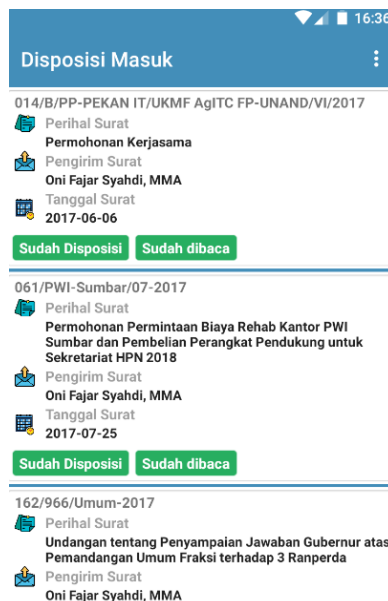 16:36
Disposisi Masuk
014/B/PP-PEKAN IT/UKMF AgITC FP-UNAND/VI/2017
Perihal Surat
Permohonan Kerjasama
Pengirim Surat
Oni Fajar Syahdi, MMA
Tanggal Surat
2017-06-06
Sudah Disposisi Sudah dibaca
061/PWI-Sumbar/07-2017
Perihal Surat
Permohonan Permintaan Biaya Rehab Kantor PWI
Sumbar dan Pembelian Perangkat Pendukung untuk
Sekretariat HPN 2018
Pengirim Surat
Oni Fajar Syahdi, MMA
Tanggal Surat
2017-07-25
Sudah Disposisi Sudah dibaca
162/966/Umum-2017
Perihal Surat
Undangan tentang Penyampaian Jawaban Gubernur atas
Pemandangan Umum Fraksi terhadap 3 Ranperda
Pengirim Surat
Oni Fajar Syahdi, MMA